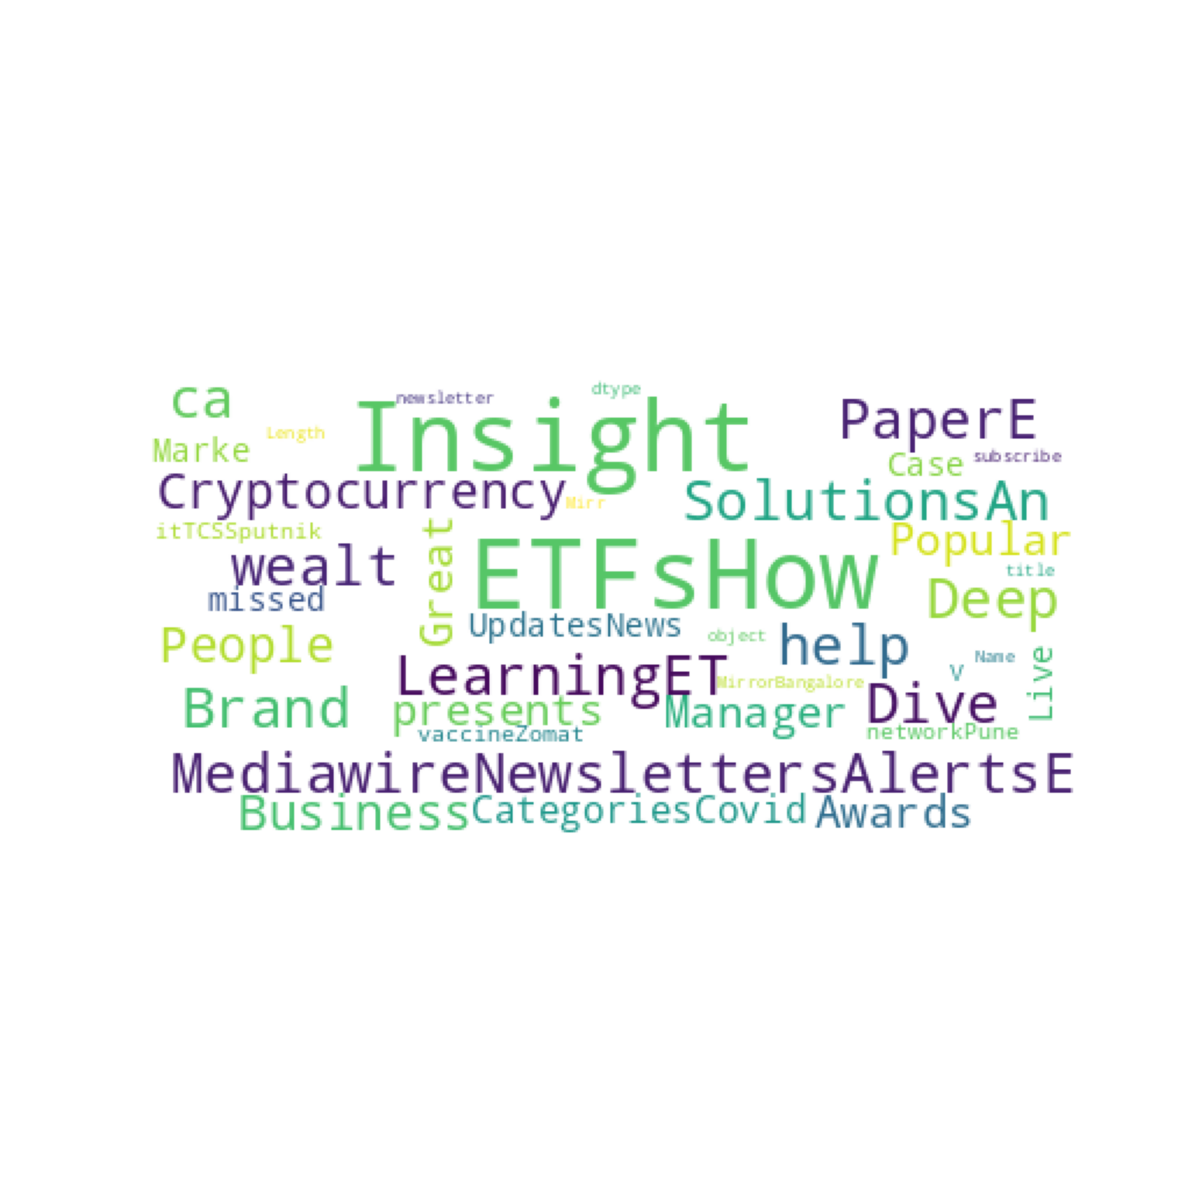 ca
newsletter
dtype
Insight
PaperE
Length
Marke
Case
subscribe
Cryptocurrency
Mirr
SolutionsAn
itTCSSputnik
Great
Popular
wealt
ETFsHow
title
missed
Deep
UpdatesNews
object
People
help
Name
LearningET
MirrorBangalore
V
Live
Brand
presents
Manager
Dive
vaccineZomat
networkPune
MediawireNewslettersAlertsE
Business
CategoriesCovid
Awards